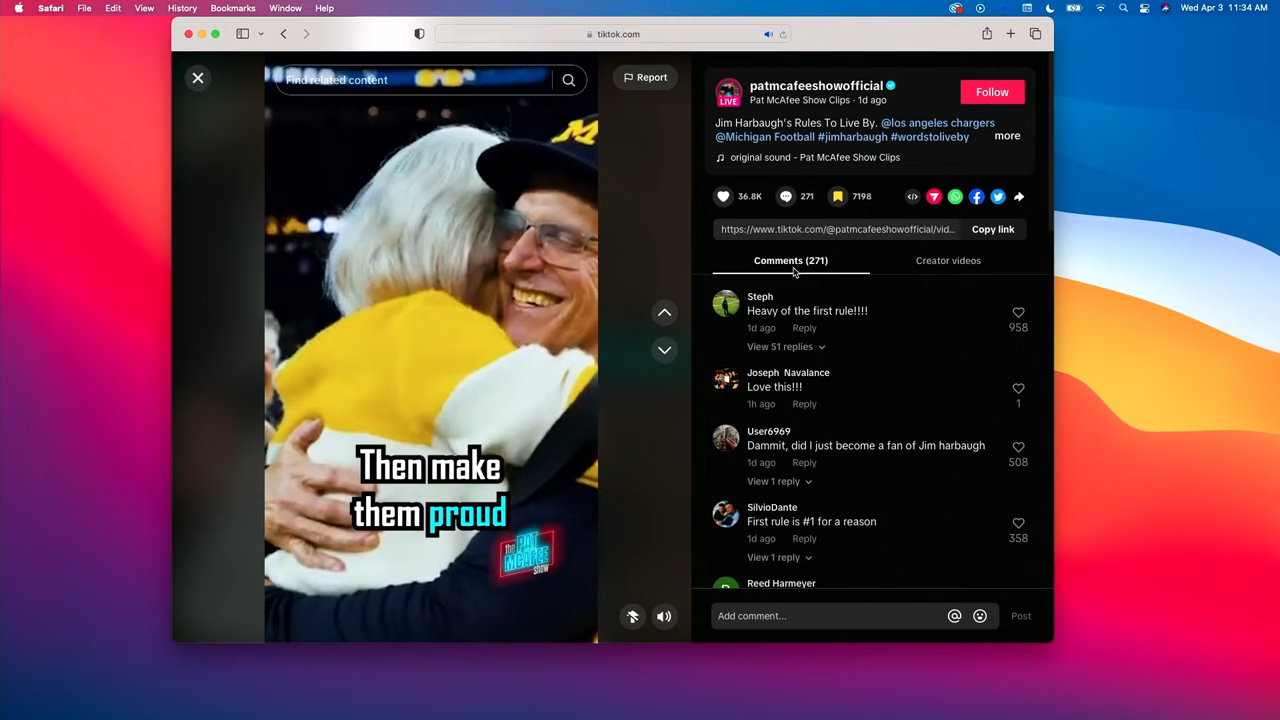 Safari File Edit View History Bookmarks Window Help
Wed Apr 3 11:34 AM
tiktok.com
Find related content
Report
patmcafeeshowofficial
Pat McAfee Show Clips · 1d ago
Follow
LIVE
Jim Harbaugh's Rules To Live By. @los angeles chargers
@Michigan Football #jimharbaugh #wordstoliveby
more
original sound - Pat McAfee Show Clips
36.8K
271
7198
https://www.tiktok.com/@patmcafeeshowofficial/vid...
Copy link
Comments (271)
Creator videos
Steph
Heavy of the first rule!!!!
1d ago Reply
958
View 51 replies
Joseph Navalance
Love this!!!
1h ago Reply
1
User6969
Dammit, did I just become a fan of Jim harbaugh
1d ago Reply
508
View 1 reply
SilvioDante
First rule is #1 for a reason
1d ago Reply
358
View 1 reply
Reed Harmeyer
Add comment...
Post
Then make
them proud
the PAT
MCAFEE
show